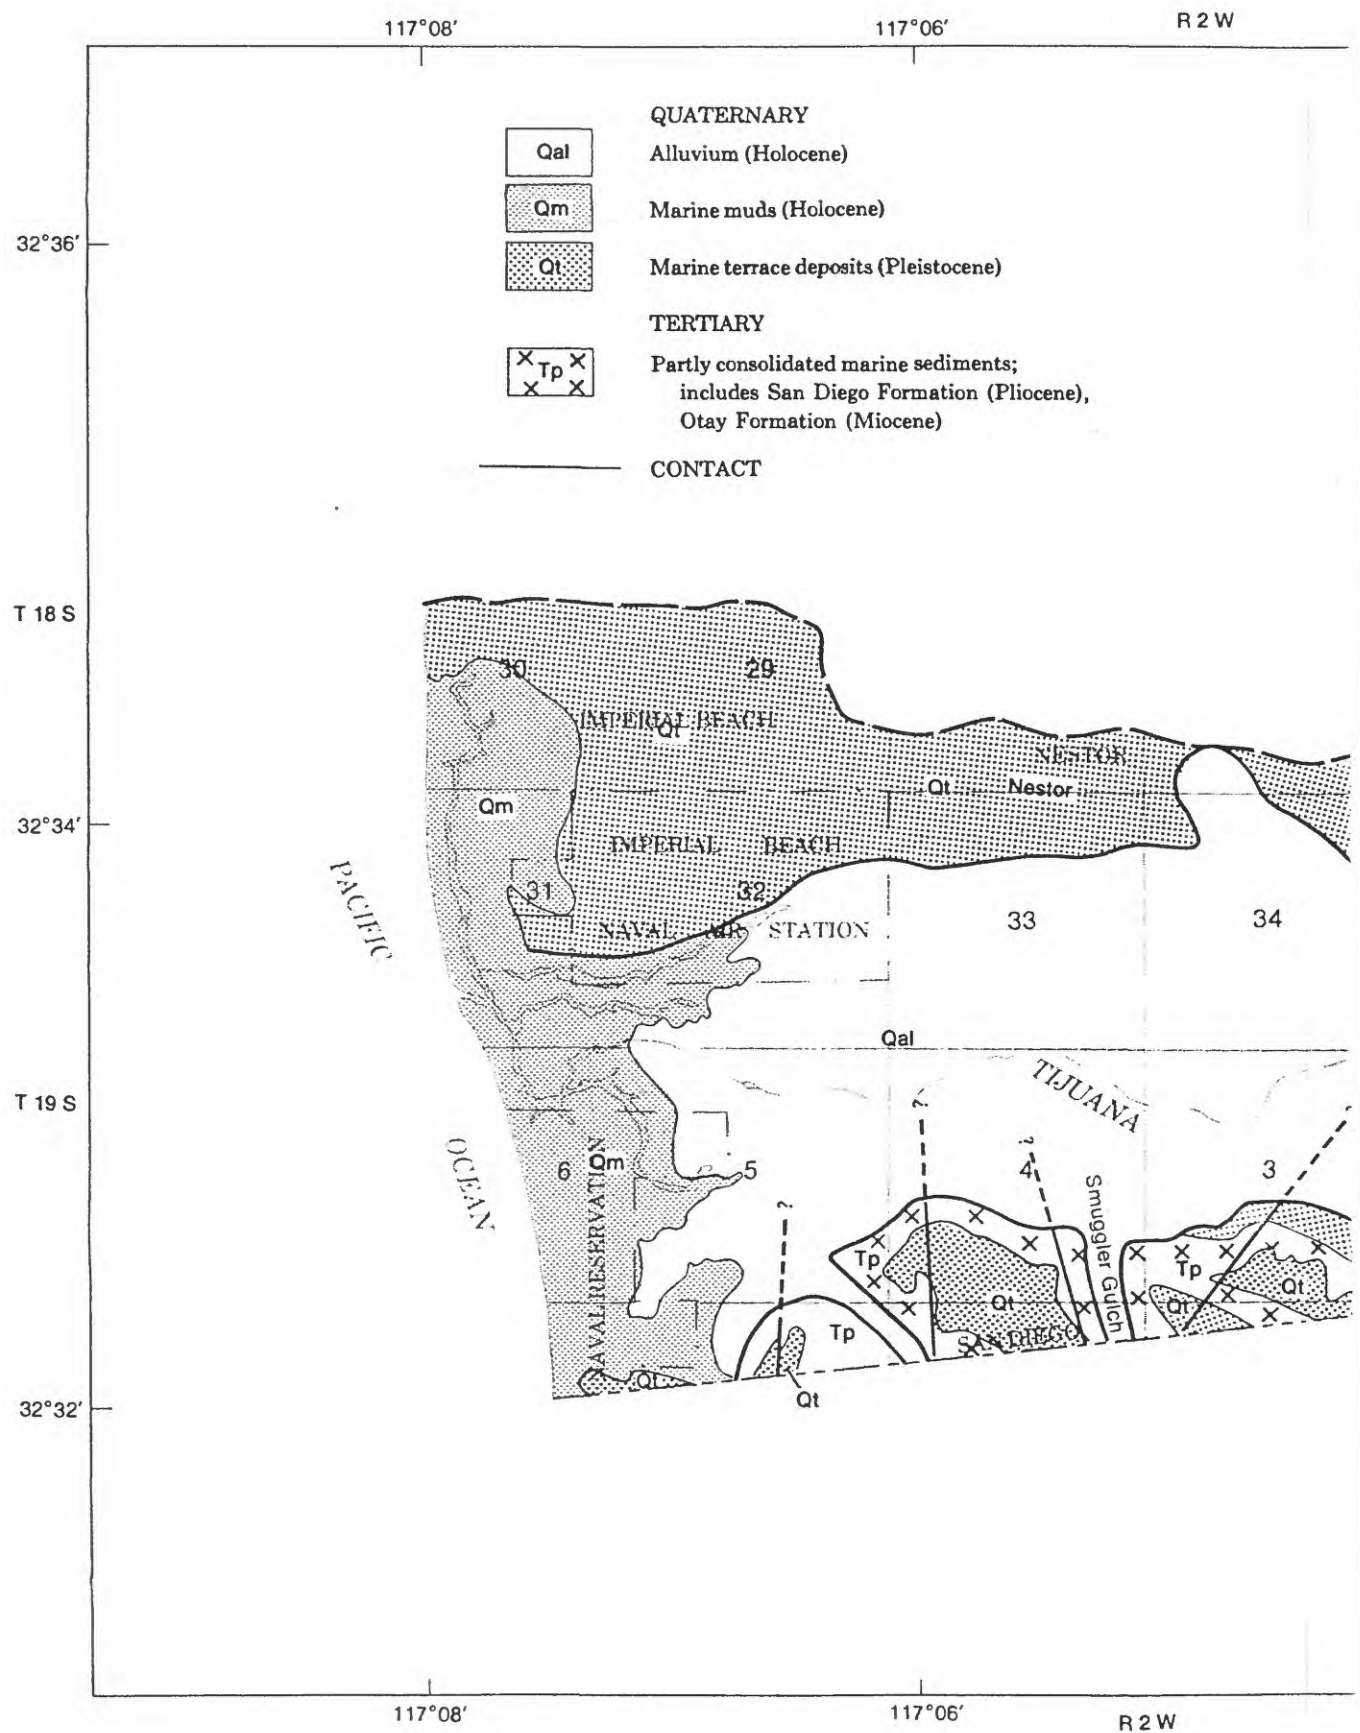 117°08′
117°06′
R 2 W
QUATERNARY
Qal
Alluvium (Holocene)
Qm
Marine muds (Holocene)
32°36′
Qt
Marine terrace deposits (Pleistocene)
TERTIARY
Tp
Partly consolidated marine sediments;
includes San Diego Formation (Pliocene),
Otay Formation (Miocene)
CONTACT
T 18 S
30
29
IMPERIAL BEACH
Qt
NESTOR
Qt
Nestor
Qm
32°34′
IMPERIAL BEACH
PACIFIC
31
32
33
34
NAVAL AIR STATION
Qal
TIJUANA
T 19 S
?
?
OCEAN
6
Qm
5
4
3
NAVAL RESERVATION
?
Smuggler Gulch
Tp
Tp
Qt
Qt
Qt
Tp
SAN DIEGO
Qt
Qt
32°32′
117°08′
117°06′
R 2 W